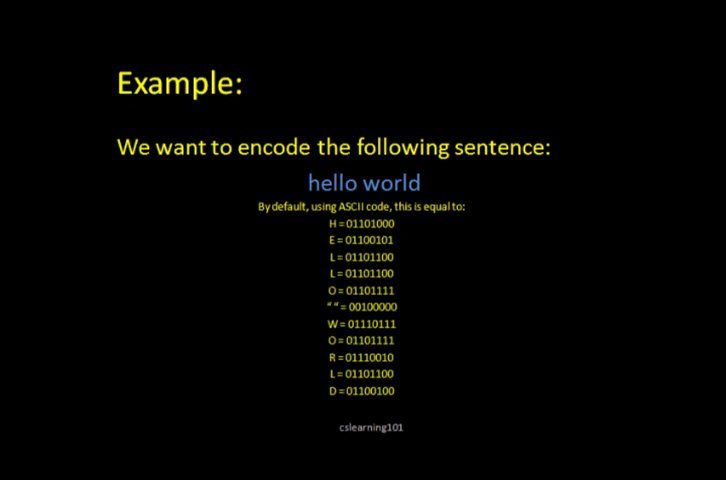 Example:
We want to encode the following sentence:
hello world
By default, using ASCII code, this is equal to:
H = 01101000
E = 01100101
L = 01101100
L = 01101100
O = 01101111
“ “ = 00100000
W = 01110111
O = 01101111
R = 01110010
L = 01101100
D = 01100100
cslearning101